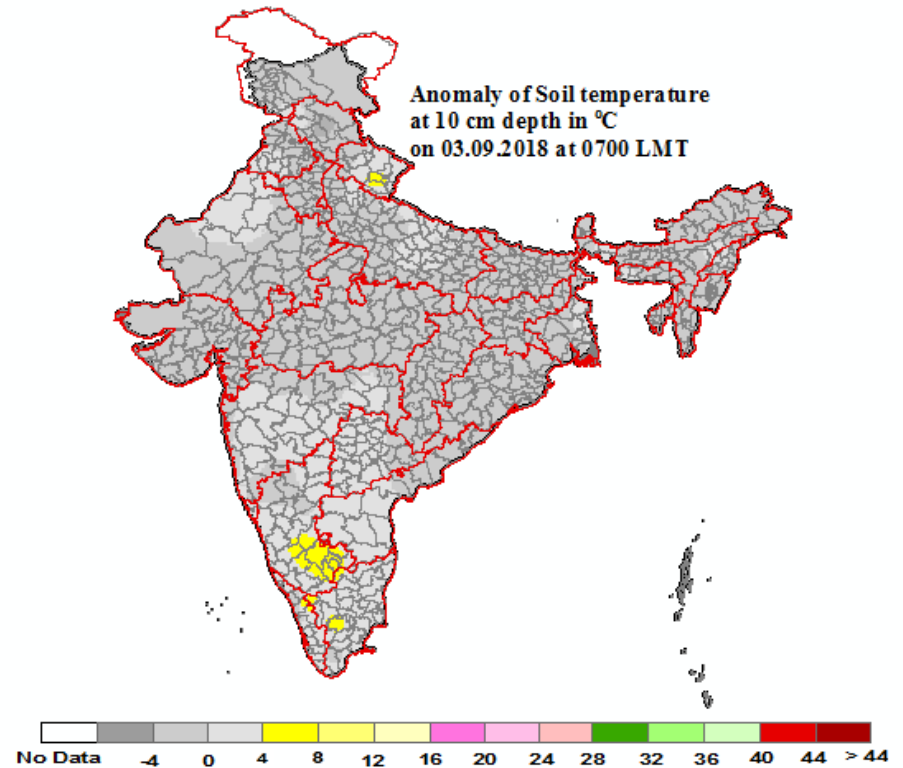 Anomaly of Soil temperature
at 10 cm depth in °C
on 03.09.2018 at 0700 LMT
No Data -4 0 4 8 12 16 20 24 28 32 36 40 44 > 44